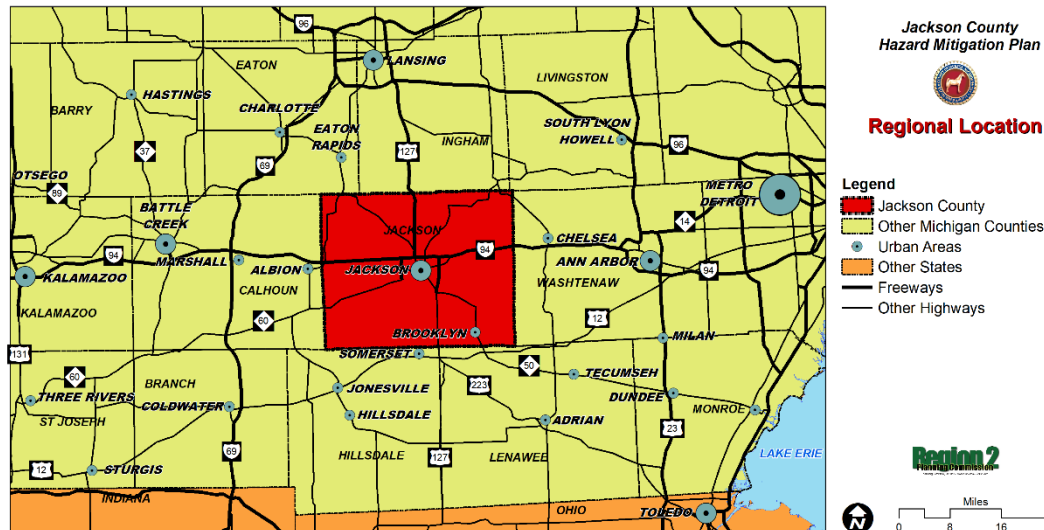 Jackson County
Hazard Mitigation Plan
Regional Location
Legend
Jackson County
Other Michigan Counties
Urban Areas
Other States
Freeways
Other Highways
Region 2
Planning Commission
Miles
0 8 16
N
96
EATON
LANSING
LIVINGSTON
HASTINGS
BARRY
CHARLOTTE
EATON
RAPIDS
SOUTH LYON
HOWELL
37
69
127
INGHAM
96
OTSEGO
89
METRO
DETROIT
14
BATTLE
CREEK
JACKSON
94
CHELSEA
94
MARSHALL
ALBION
JACKSON
ANN ARBOR
94
KALAMAZOO
CALHOUN
WASHTENAW
KALAMAZOO
60
12
BROOKLYN
MILAN
131
SOMERSET
60
BRANCH
JONESVILLE
223
50
TECUMSEH
THREE RIVERS
COLDWATER
DUNDEE
MONROE
ST JOSEPH
HILLSDALE
ADRIAN
23
69
HILLSDALE
127
LENAWEE
LAKE ERIE
12
STURGIS
INDIANA
OHIO
TOLEDO